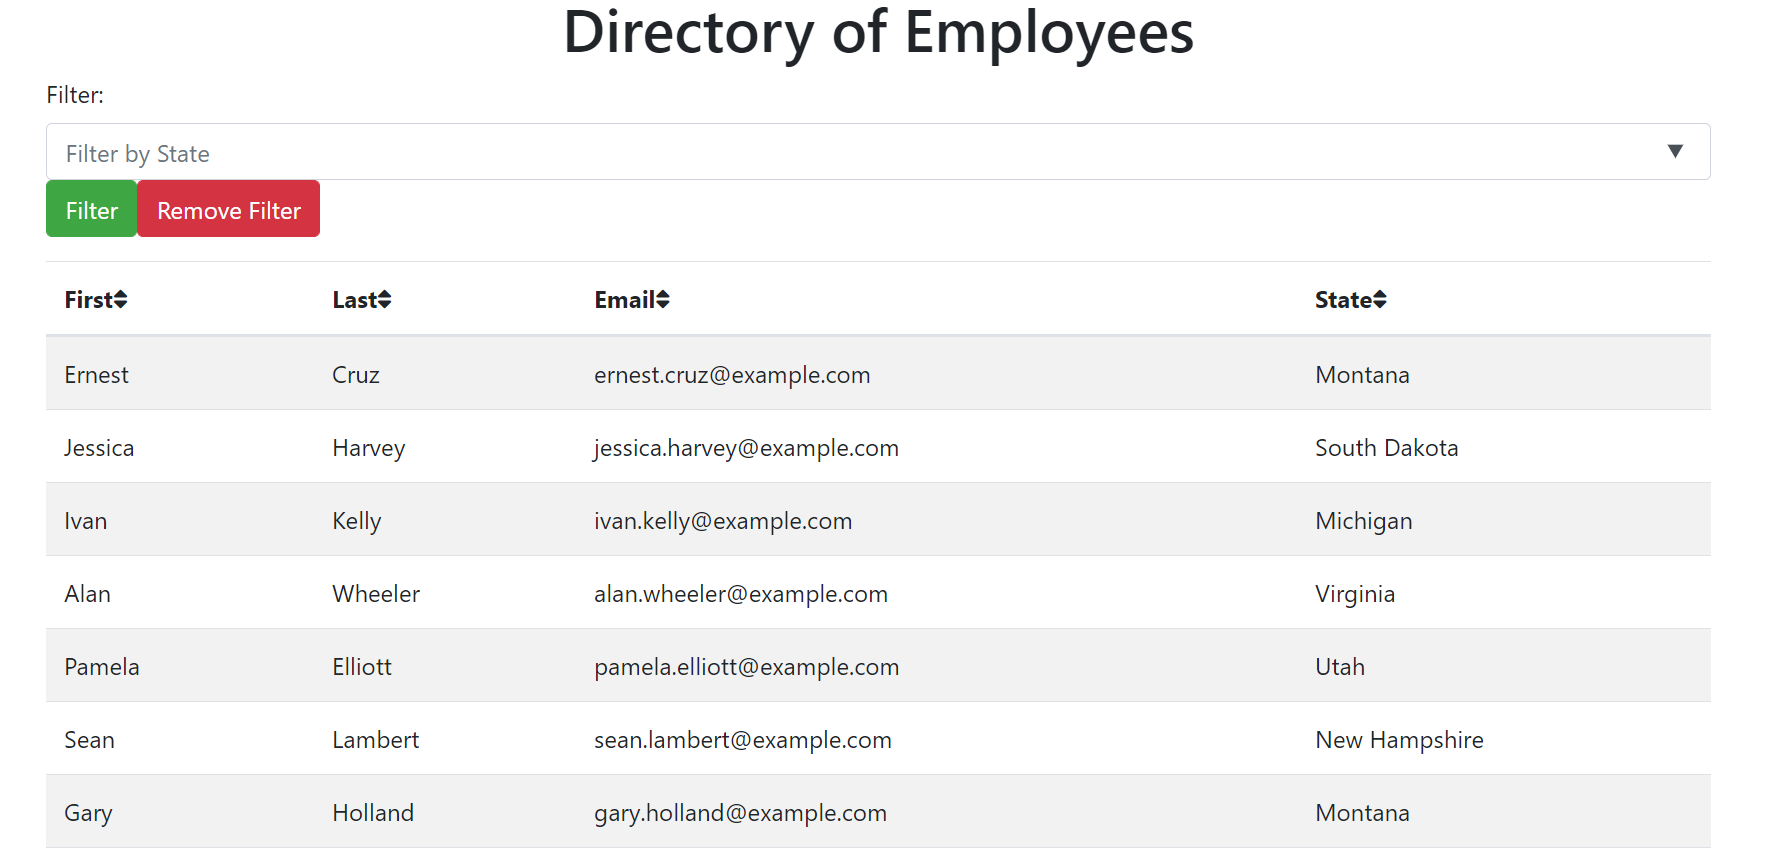 Directory of Employees
Filter:
Filter by State
Filter Remove Filter
First Last Email State
Ernest Cruz ernest.cruz@example.com Montana
Jessica Harvey jessica.harvey@example.com South Dakota
Ivan Kelly ivan.kelly@example.com Michigan
Alan Wheeler alan.wheeler@example.com Virginia
Pamela Elliott pamela.elliott@example.com Utah
Sean Lambert sean.lambert@example.com New Hampshire
Gary Holland gary.holland@example.com Montana